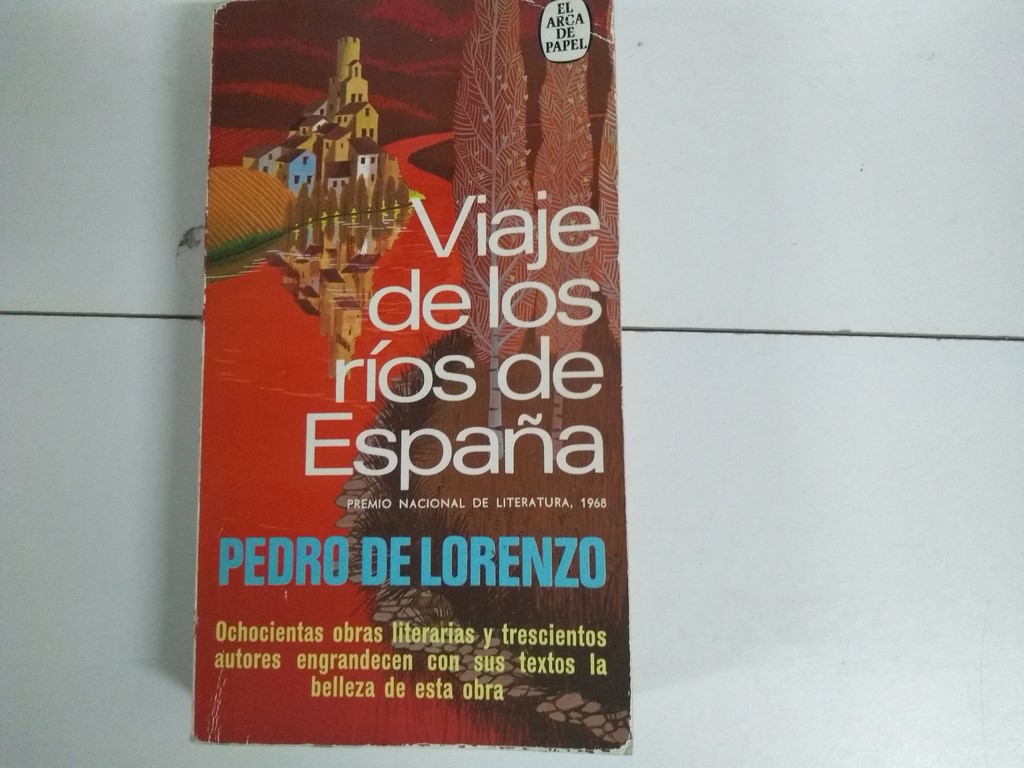 EL
ARCA
DE
PAPEL
Viaje
de los
ríos de
España
PREMIO NACIONAL DE LITERATURA, 1968
PEDRO DE LORENZO
Ochocientas obras literarias y trescientos
autores engrandecen con sus textos la
belleza de esta obra